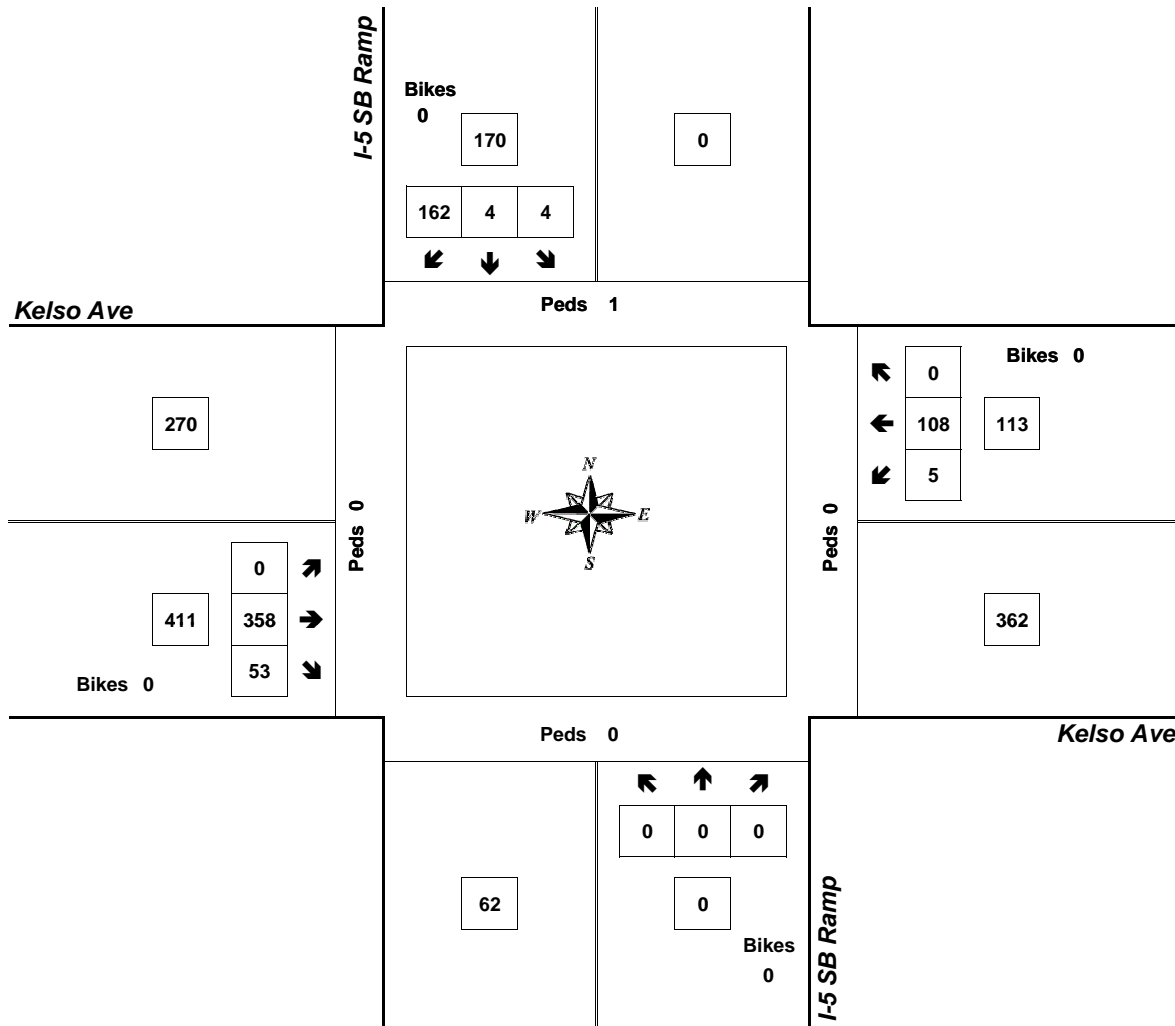 I-5 SB Ramp
Bikes
0
170
0
162 4 4
Peds 1
Kelso Ave
Bikes 0
0
270
108 113
5
N
W E
S
Peds 0
Peds 0
0
411 358
362
53
Bikes 0
Peds 0
Kelso Ave
0 0 0
62
0
Bikes
0
I-5 SB Ramp